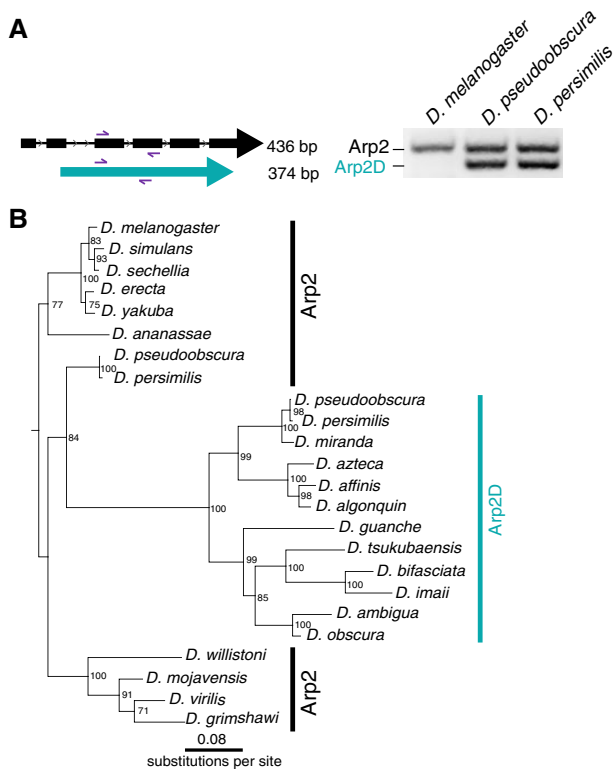 A
436 bp
374 bp
D. melanogaster
D. pseudoobscura
D. persimilis
Arp2
Arp2D
B
D. melanogaster
83
D. simulans
93
D. sechellia
100
D. erecta
75
D. yakuba
77
D. ananassae
D. pseudoobscura
100
D. persimilis
Arp2
84
D. pseudoobscura
98
D. persimilis
100
D. miranda
99
D. azteca
100
D. affinis
98
D. algonquin
100
D. guanche
99
D. tsukubaensis
100
D. bifasciata
100
D. imaii
85
D. ambigua
100
D. obscura
Arp2D
D. willistoni
100
D. mojavensis
91
D. virilis
71
D. grimshawi
Arp2
0.08
substitutions per site